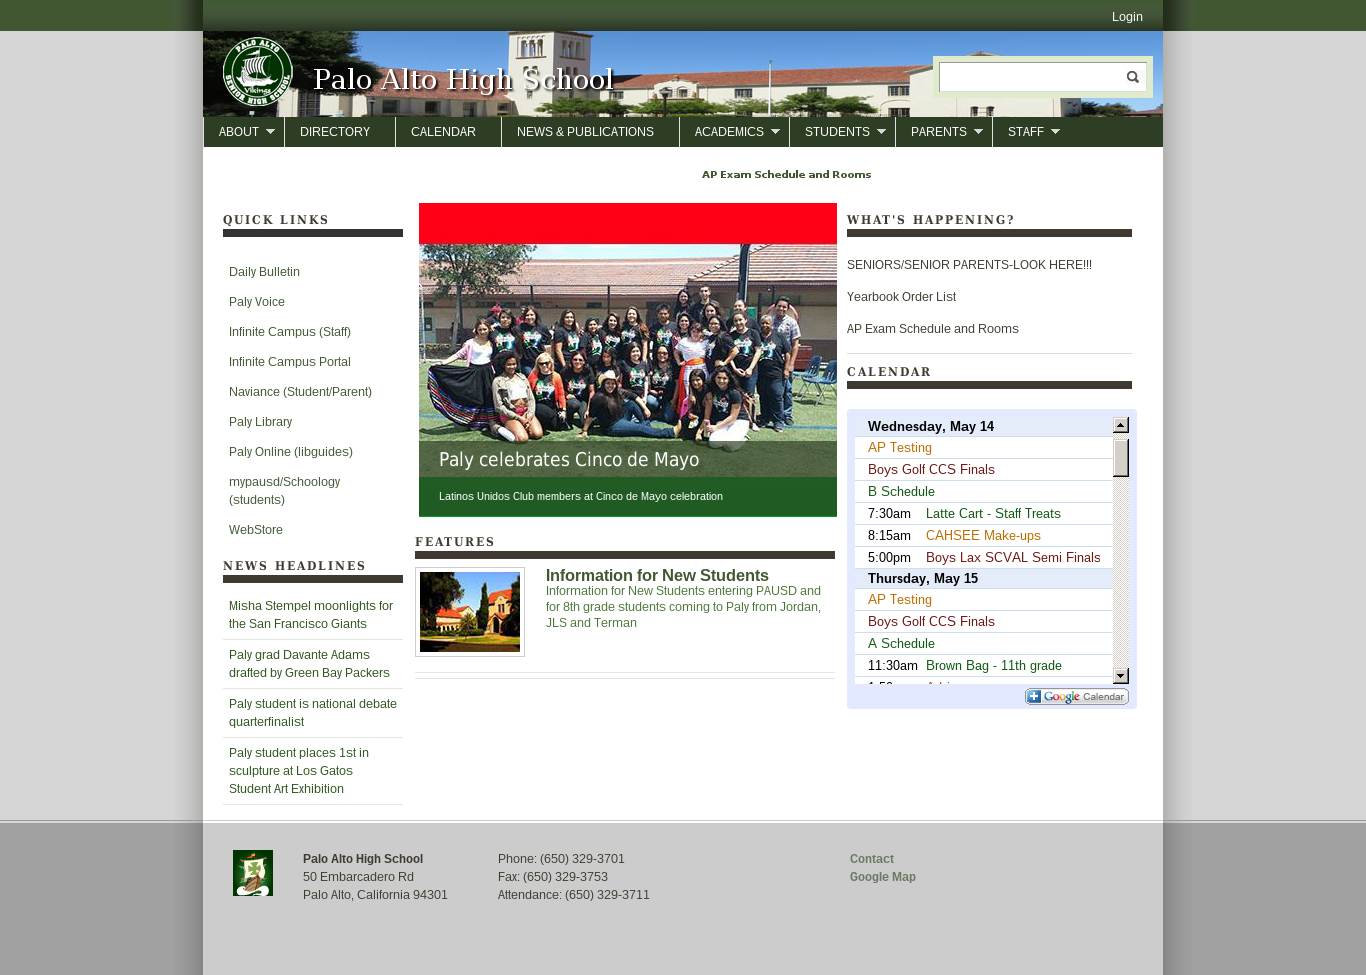 Login
PALO ALTO
Vikings
SENIOR HIGH SCHOOL
Palo Alto High School
ABOUT
DIRECTORY
CALENDAR
NEWS & PUBLICATIONS
ACADEMICS
STUDENTS
PARENTS
STAFF
AP Exam Schedule and Rooms
QUICK LINKS
Daily Bulletin
Paly Voice
Infinite Campus (Staff)
Infinite Campus Portal
Naviance (Student/Parent)
Paly Library
Paly Online (libguides)
mypausd/Schoology
(students)
WebStore
NEWS HEADLINES
Misha Stempel moonlights for
the San Francisco Giants
Paly grad Davante Adams
drafted by Green Bay Packers
Paly student is national debate
quarterfinalist
Paly student places 1st in
sculpture at Los Gatos
Student Art Exhibition
Paly celebrates Cinco de Mayo
Latinos Unidos Club members at Cinco de Mayo celebration
FEATURES
Information for New Students
Information for New Students entering PAUSD and
for 8th grade students coming to Paly from Jordan,
JLS and Terman
WHAT'S HAPPENING?
SENIORS/SENIOR PARENTS-LOOK HERE!!!
Yearbook Order List
AP Exam Schedule and Rooms
CALENDAR
Wednesday, May 14
AP Testing
Boys Golf CCS Finals
B Schedule
7:30am Latte Cart - Staff Treats
8:15am CAHSEE Make-ups
5:00pm Boys Lax SCVAL Semi Finals
Thursday, May 15
AP Testing
Boys Golf CCS Finals
A Schedule
11:30am Brown Bag - 11th grade
Google Calendar
Palo Alto High School
50 Embarcadero Rd
Palo Alto, California 94301
Phone: (650) 329-3701
Fax: (650) 329-3753
Attendance: (650) 329-3711
Contact
Google Map